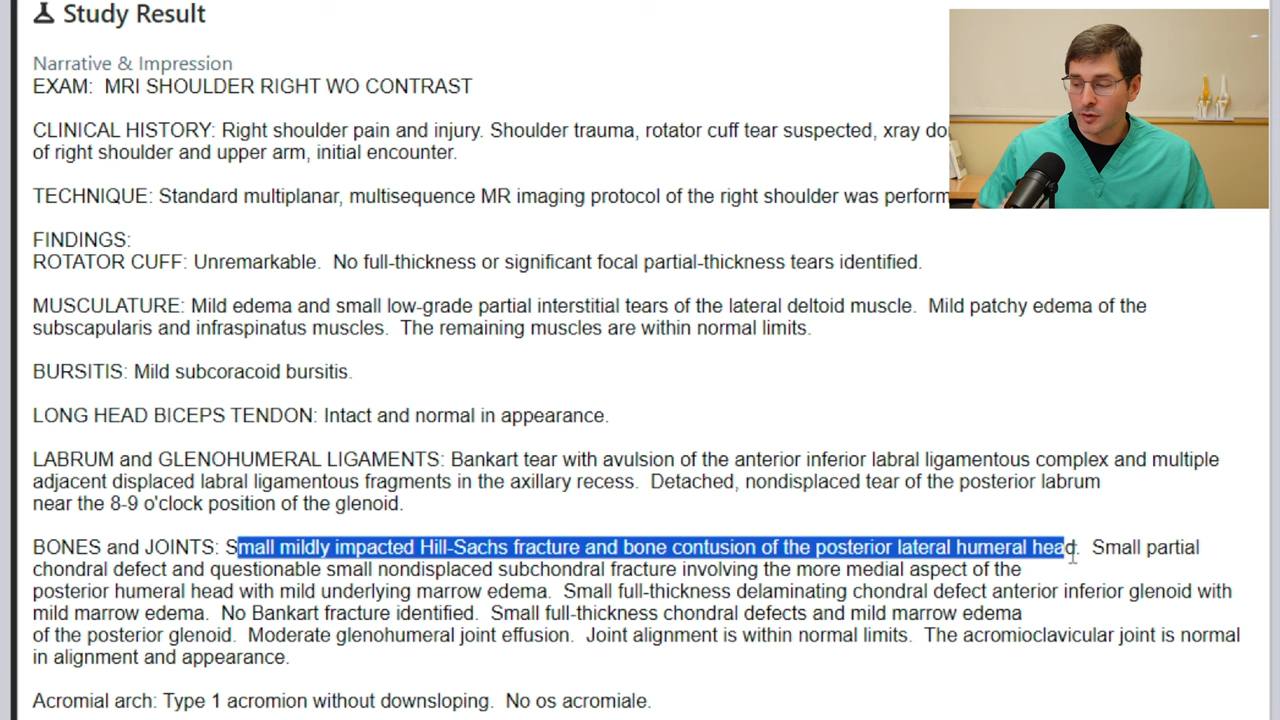 Study Result
Narrative & Impression
EXAM:  MRI SHOULDER RIGHT WO CONTRAST
CLINICAL HISTORY: Right shoulder pain and injury. Shoulder trauma, rotator cuff tear suspected, xray
of right shoulder and upper arm, initial encounter.
TECHNIQUE: Standard multiplanar, multisequence MR imaging protocol of the right shoulder was perform
FINDINGS:
ROTATOR CUFF: Unremarkable.  No full-thickness or significant focal partial-thickness tears identified.
MUSCULATURE: Mild edema and small low-grade partial interstitial tears of the lateral deltoid muscle.  Mild patchy edema of the
subscapularis and infraspinatus muscles.  The remaining muscles are within normal limits.
BURSITIS: Mild subcoracoid bursitis.
LONG HEAD BICEPS TENDON: Intact and normal in appearance.
LABRUM and GLENOHUMERAL LIGAMENTS: Bankart tear with avulsion of the anterior inferior labral ligamentous complex and multiple
adjacent displaced labral ligamentous fragments in the axillary recess.  Detached, nondisplaced tear of the posterior labrum
near the 8-9 o'clock position of the glenoid.
BONES and JOINTS: Small mildly impacted Hill-Sachs fracture and bone contusion of the posterior lateral humeral head.  Small partial
chondral defect and questionable small nondisplaced subchondral fracture involving the more medial aspect of the
posterior humeral head with mild underlying marrow edema.  Small full-thickness delaminating chondral defect anterior inferior glenoid with
mild marrow edema.  No Bankart fracture identified.  Small full-thickness chondral defects and mild marrow edema
of the posterior glenoid.  Moderate glenohumeral joint effusion.  Joint alignment is within normal limits.  The acromioclavicular joint is normal
in alignment and appearance.
Acromial arch: Type 1 acromion without downsloping.  No os acromiale.